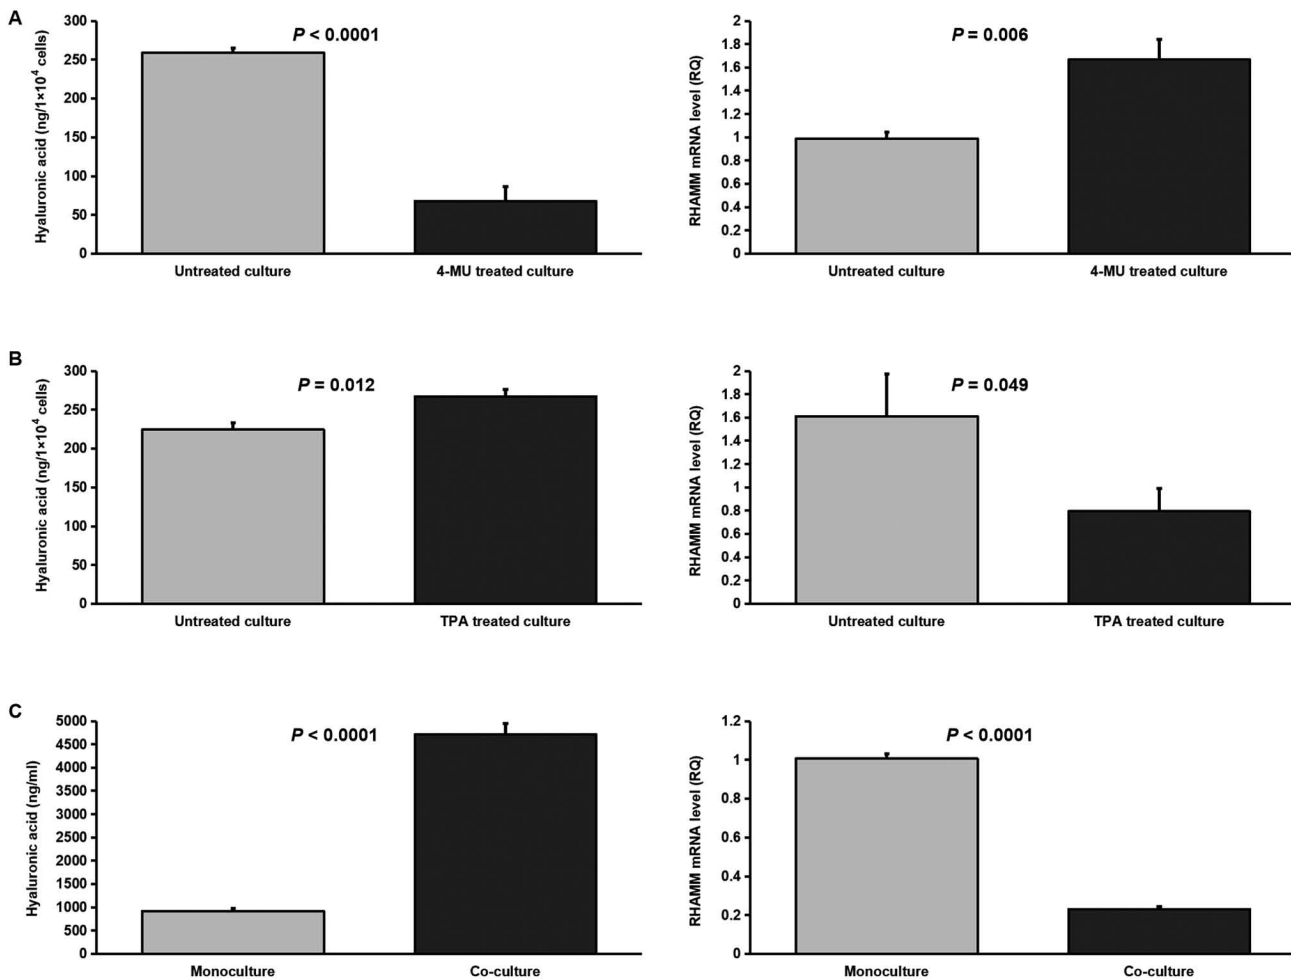 A
Hyaluronic acid (ng/1×10⁴ cells)
300
250
200
150
100
50
0
P < 0.0001
Untreated culture
4-MU treated culture
RHAMM mRNA level (RQ)
2
1.8
1.6
1.4
1.2
1
0.8
0.6
0.4
0.2
0
P = 0.006
Untreated culture
4-MU treated culture
B
Hyaluronic acid (ng/1×10⁴ cells)
300
250
200
150
100
50
0
P = 0.012
Untreated culture
TPA treated culture
RHAMM mRNA level (RQ)
2
1.8
1.6
1.4
1.2
1
0.8
0.6
0.4
0.2
0
P = 0.049
Untreated culture
TPA treated culture
C
Hyaluronic acid (ng/ml)
5000
4500
4000
3500
3000
2500
2000
1500
1000
500
0
P < 0.0001
Monoculture
Co-culture
RHAMM mRNA level (RQ)
1.2
1
0.8
0.6
0.4
0.2
0
P < 0.0001
Monoculture
Co-culture